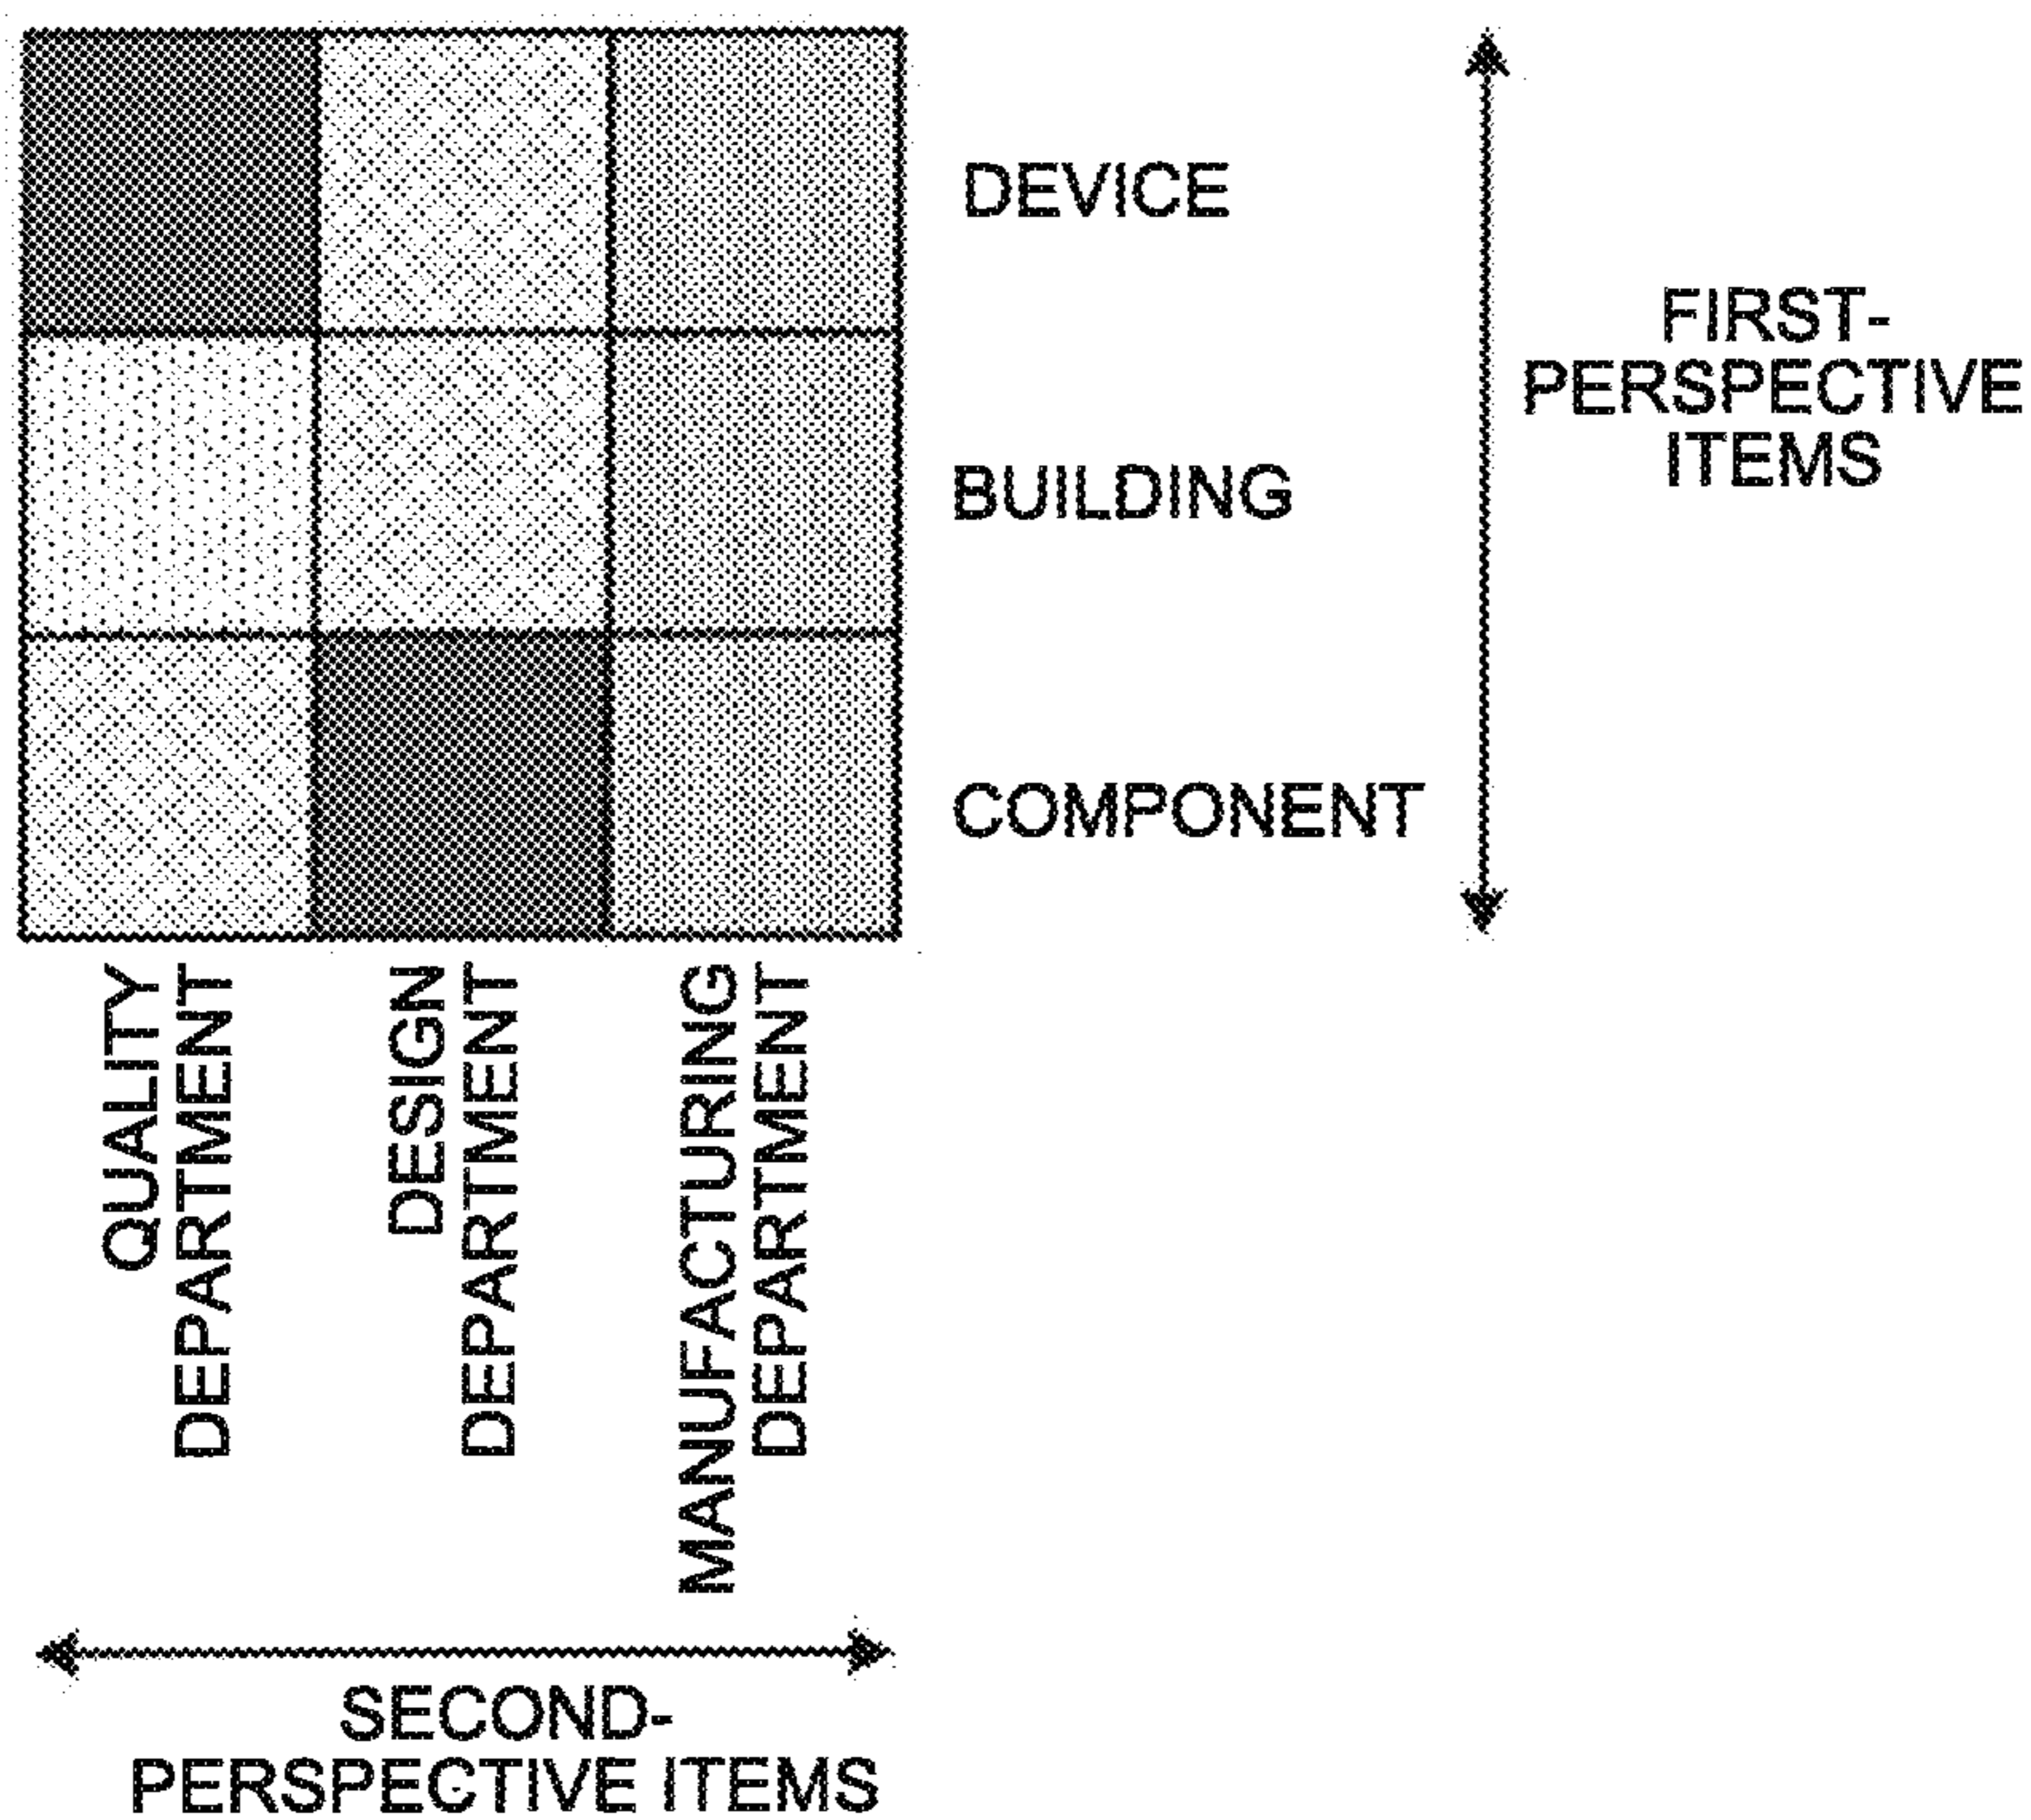 DEVICE
BUILDING
COMPONENT
FIRST-
PERSPECTIVE
ITEMS
QUALITY
DEPARTMENT
DESIGN
DEPARTMENT
MANUFACTURING
DEPARTMENT
SECOND-
PERSPECTIVE ITEMS